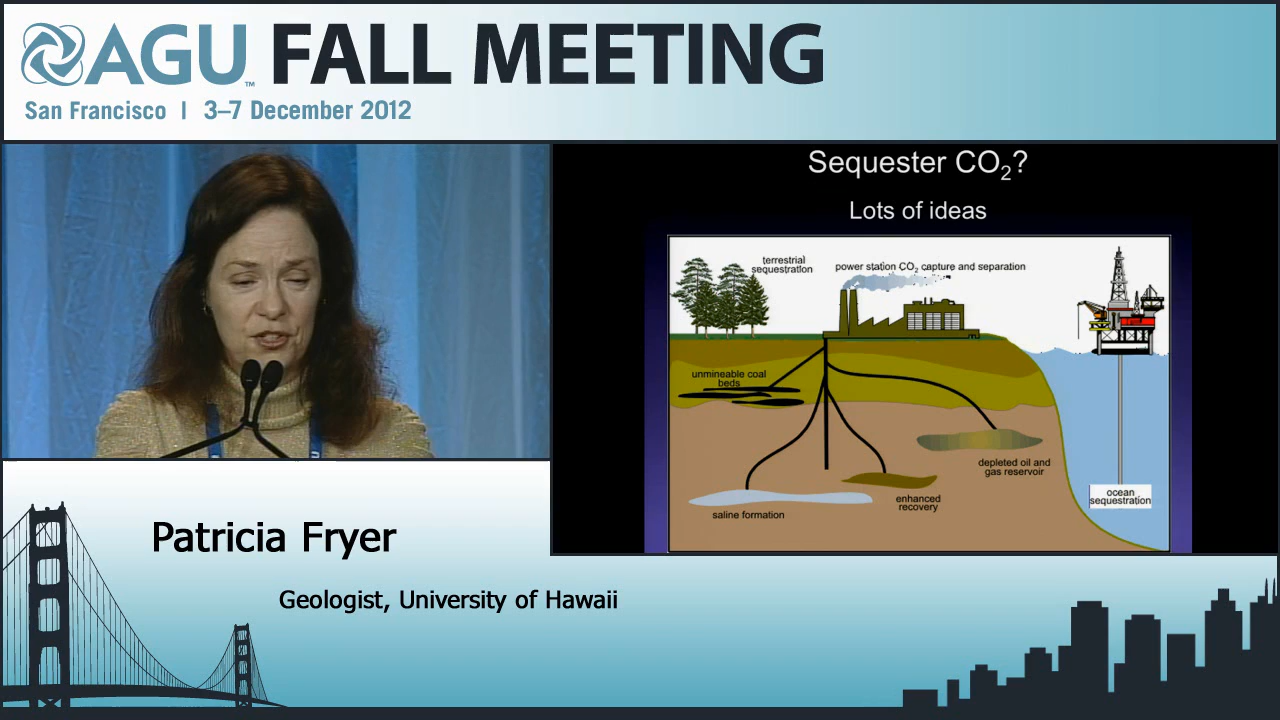 AGU™ FALL MEETING
San Francisco | 3–7 December 2012
Sequester CO₂?
Lots of ideas
terrestrial
sequestration
power station CO₂ capture and separation
unmineable coal
beds
depleted oil and
gas reservoir
enhanced
recovery
saline formation
ocean
sequestration
Patricia Fryer
Geologist, University of Hawaii